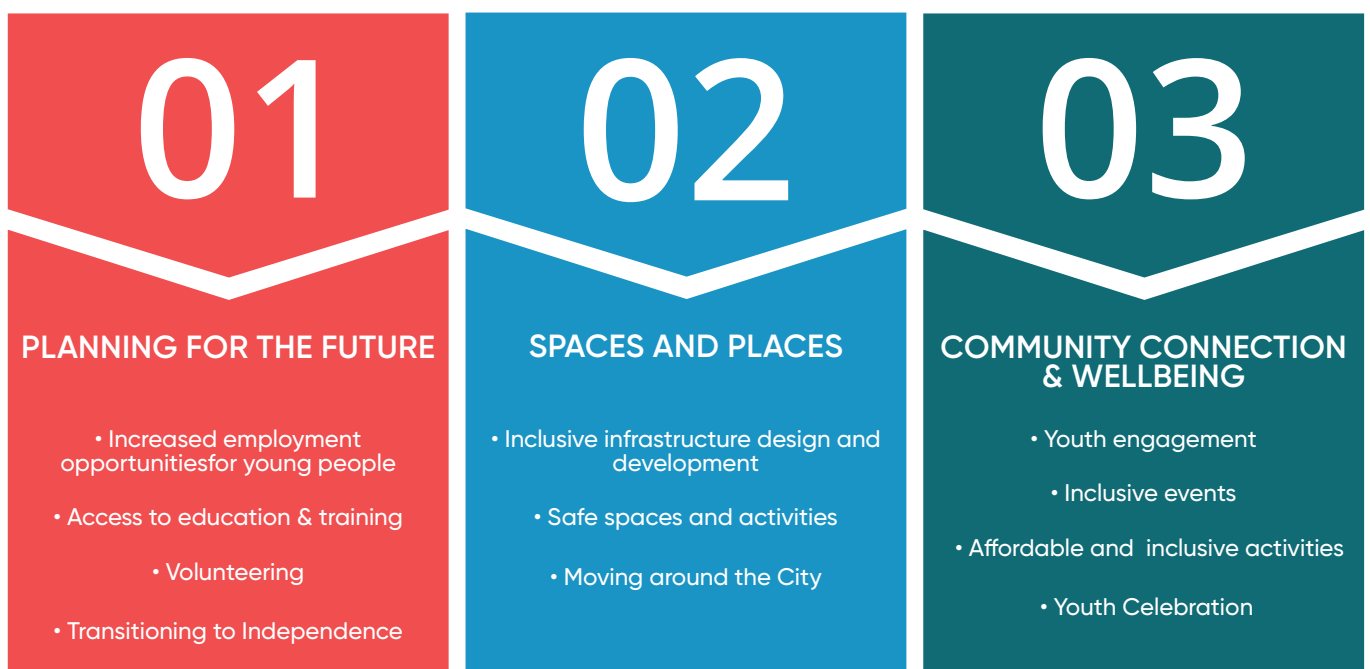 01
PLANNING FOR THE FUTURE
• Increased employment
opportunitiesfor young people
• Access to education & training
• Volunteering
• Transitioning to Independence
02
SPACES AND PLACES
• Inclusive infrastructure design and
development
• Safe spaces and activities
• Moving around the City
03
COMMUNITY CONNECTION
& WELLBEING
• Youth engagement
• Inclusive events
• Affordable and  inclusive activities
• Youth Celebration